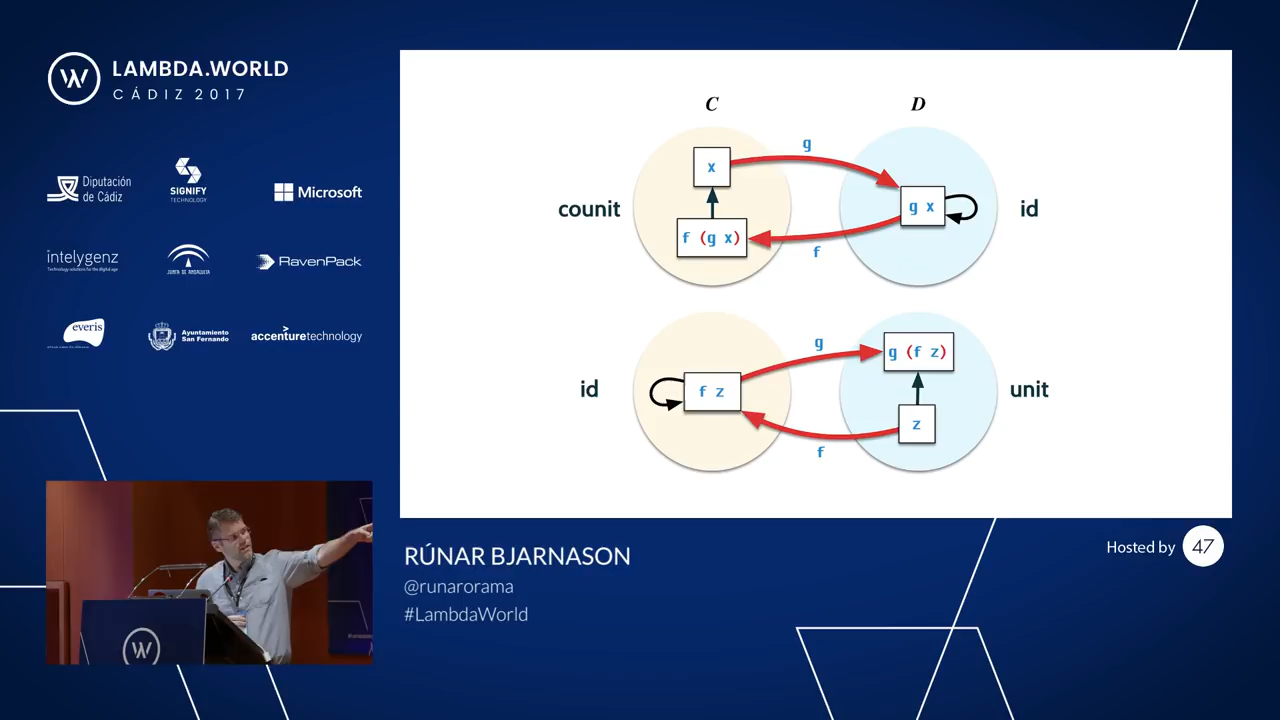 LAMBDA.WORLD
CÁDIZ 2017
Diputación
de Cádiz
SIGNIFY
TECHNOLOGY
Microsoft
intelygenz
Technology solutions for the digital age
JUNTA DE ANDALUCIA
RavenPack
everis
Ayuntamiento
San Fernando
accenturetechnology
C
D
g
x
g x
counit
id
f (g x)
f
g
g (f z)
id
f z
unit
z
f
RÚNAR BJARNASON
@runarorama
#LambdaWorld
Hosted by 47